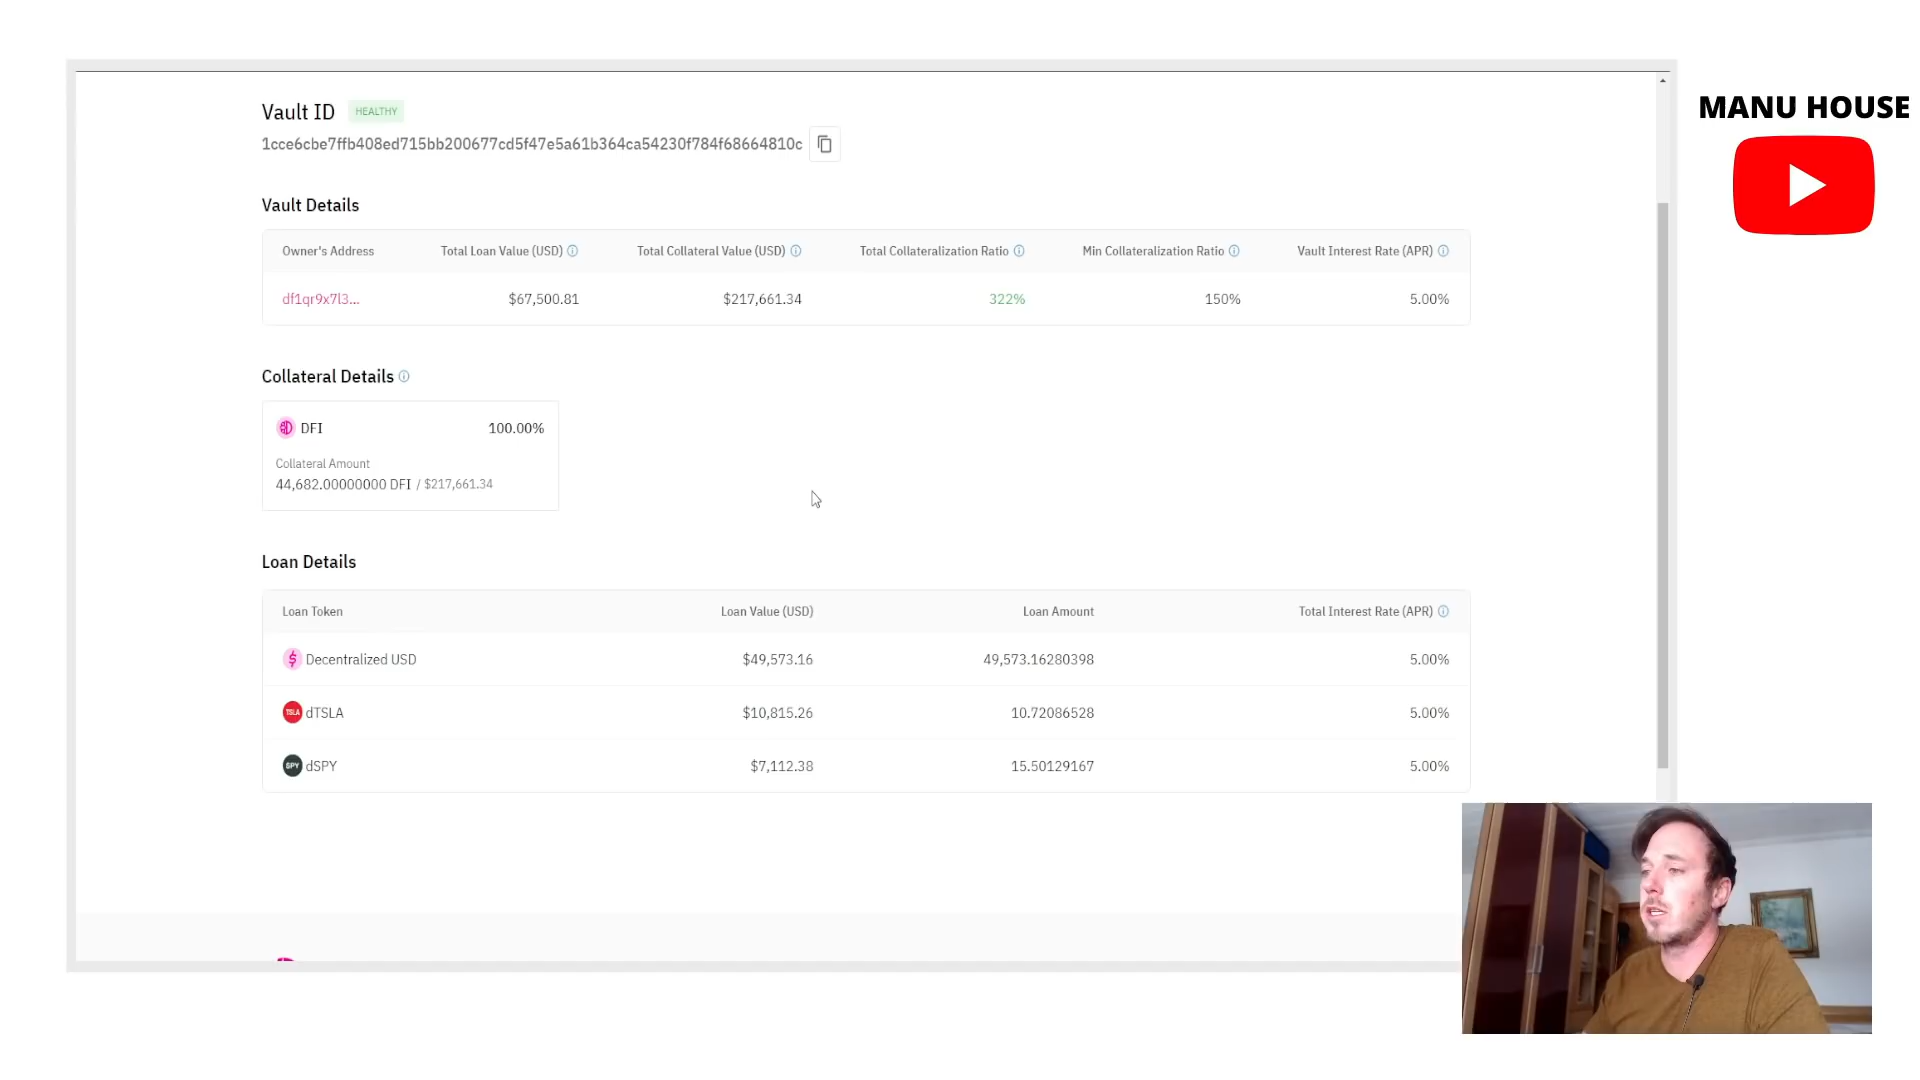 MANU HOUSE
Vault ID HEALTHY
1cce6cbe7ffb408ed715bb200677cd5f47e5a61b364ca54230f784f68664810c
Vault Details
Owner's Address Total Loan Value (USD) Total Collateral Value (USD) Total Collateralization Ratio Min Collateralization Ratio Vault Interest Rate (APR)
df1qr9x7l3... $67,500.81 $217,661.34 322% 150% 5.00%
Collateral Details
DFI 100.00%
Collateral Amount
44,682.00000000 DFI / $217,661.34
Loan Details
Loan Token Loan Value (USD) Loan Amount Total Interest Rate (APR)
Decentralized USD $49,573.16 49,573.16280398 5.00%
TSLA dTSLA $10,815.26 10.72086528 5.00%
SPY dSPY $7,112.38 15.50129167 5.00%